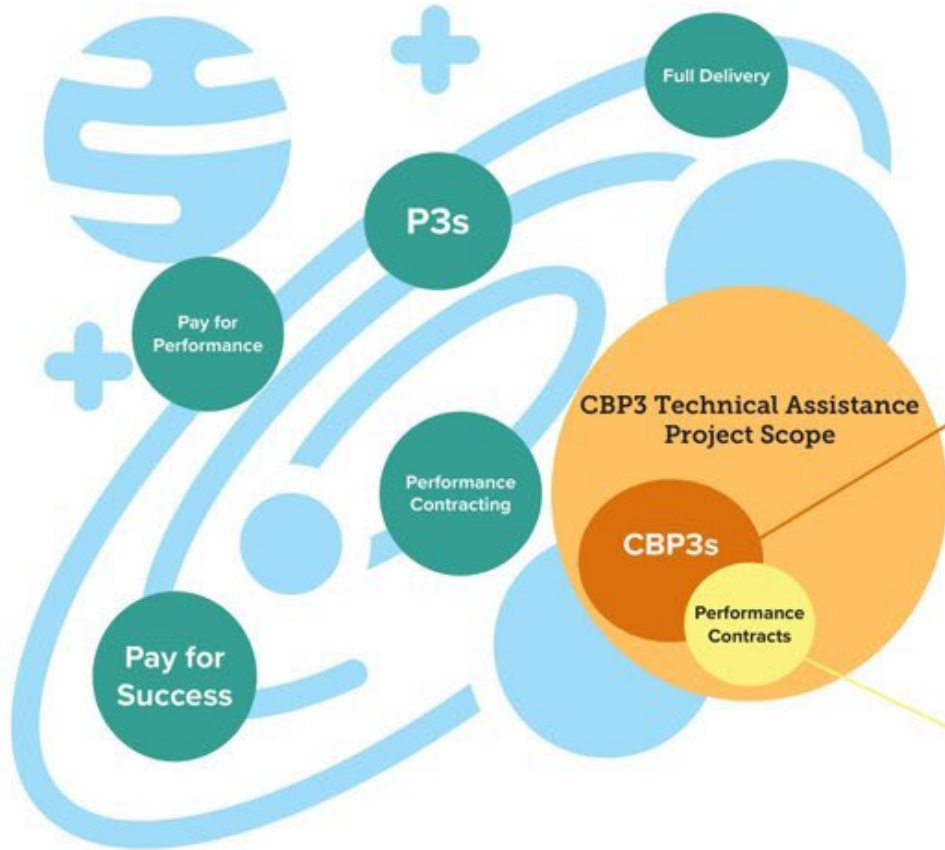 Full Delivery
P3s
Pay for
Performance
CBP3 Technical Assistance
Project Scope
Performance
Contracting
CBP3s
Performance
Contracts
Pay for
Success